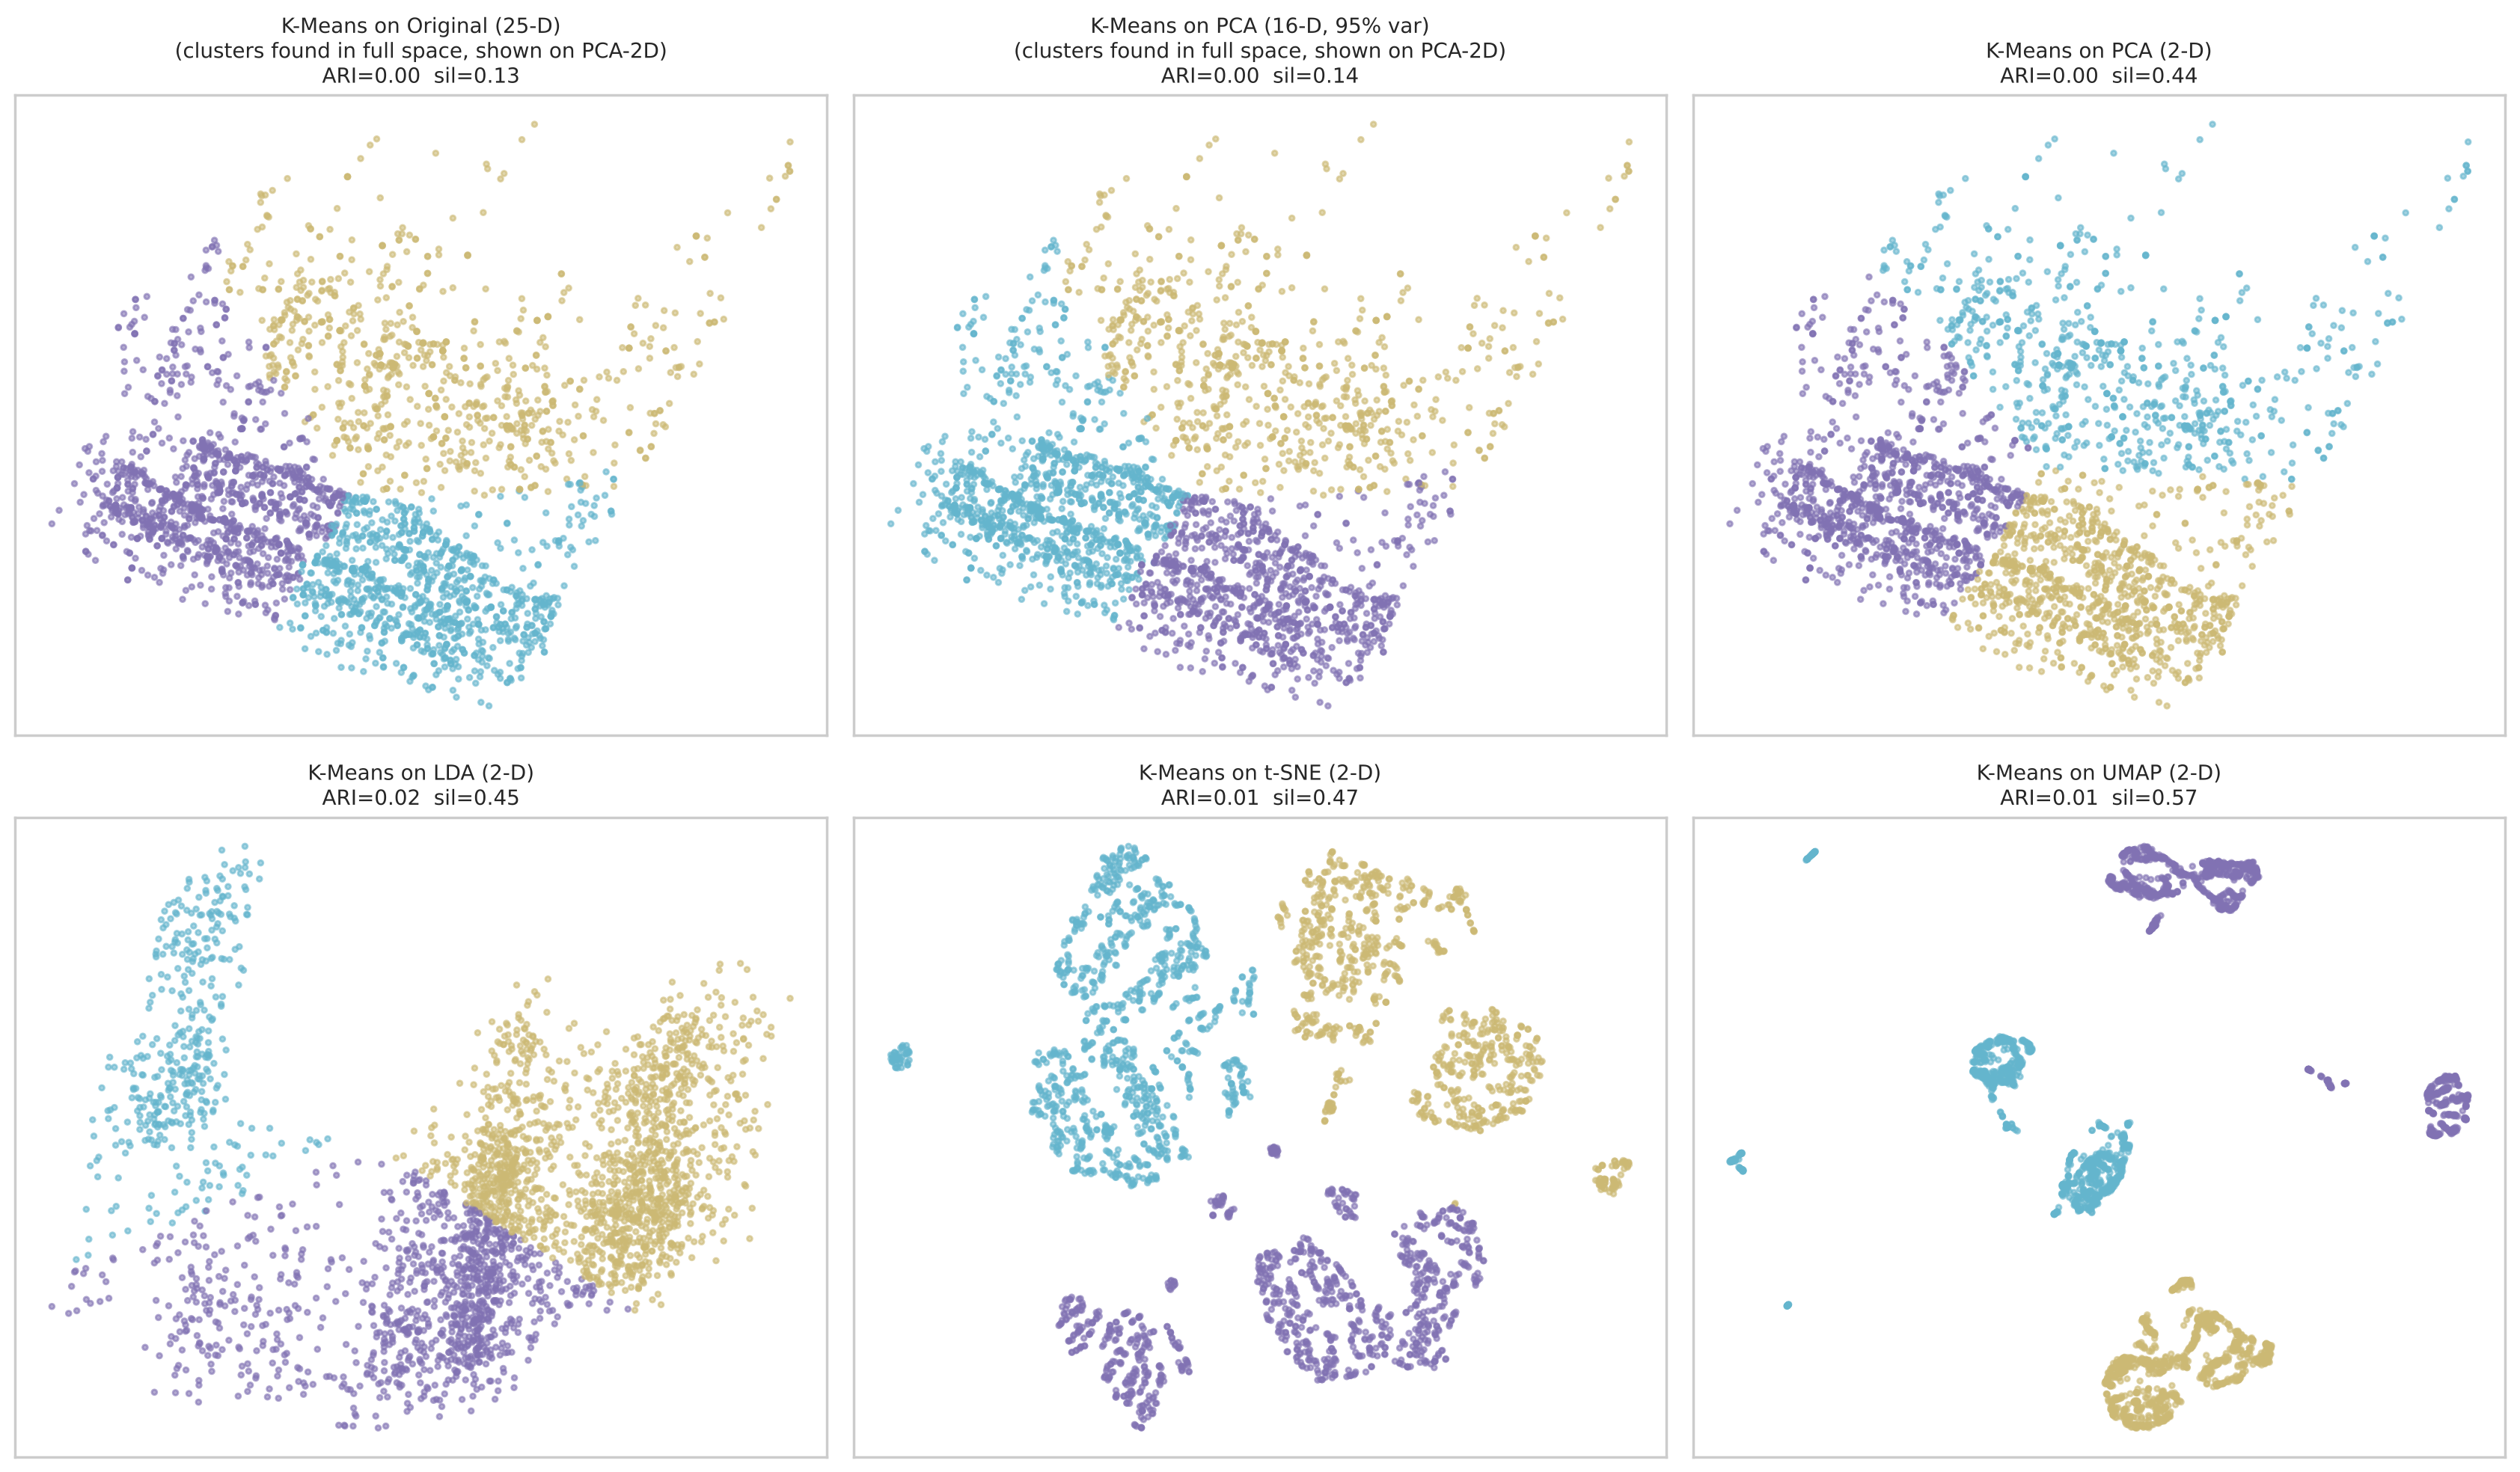 K-Means on Original (25-D)
(clusters found in full space, shown on PCA-2D)
ARI=0.00  sil=0.13
K-Means on PCA (16-D, 95% var)
(clusters found in full space, shown on PCA-2D)
ARI=0.00  sil=0.14
K-Means on PCA (2-D)
ARI=0.00  sil=0.44
K-Means on LDA (2-D)
ARI=0.02  sil=0.45
K-Means on t-SNE (2-D)
ARI=0.01  sil=0.47
K-Means on UMAP (2-D)
ARI=0.01  sil=0.57